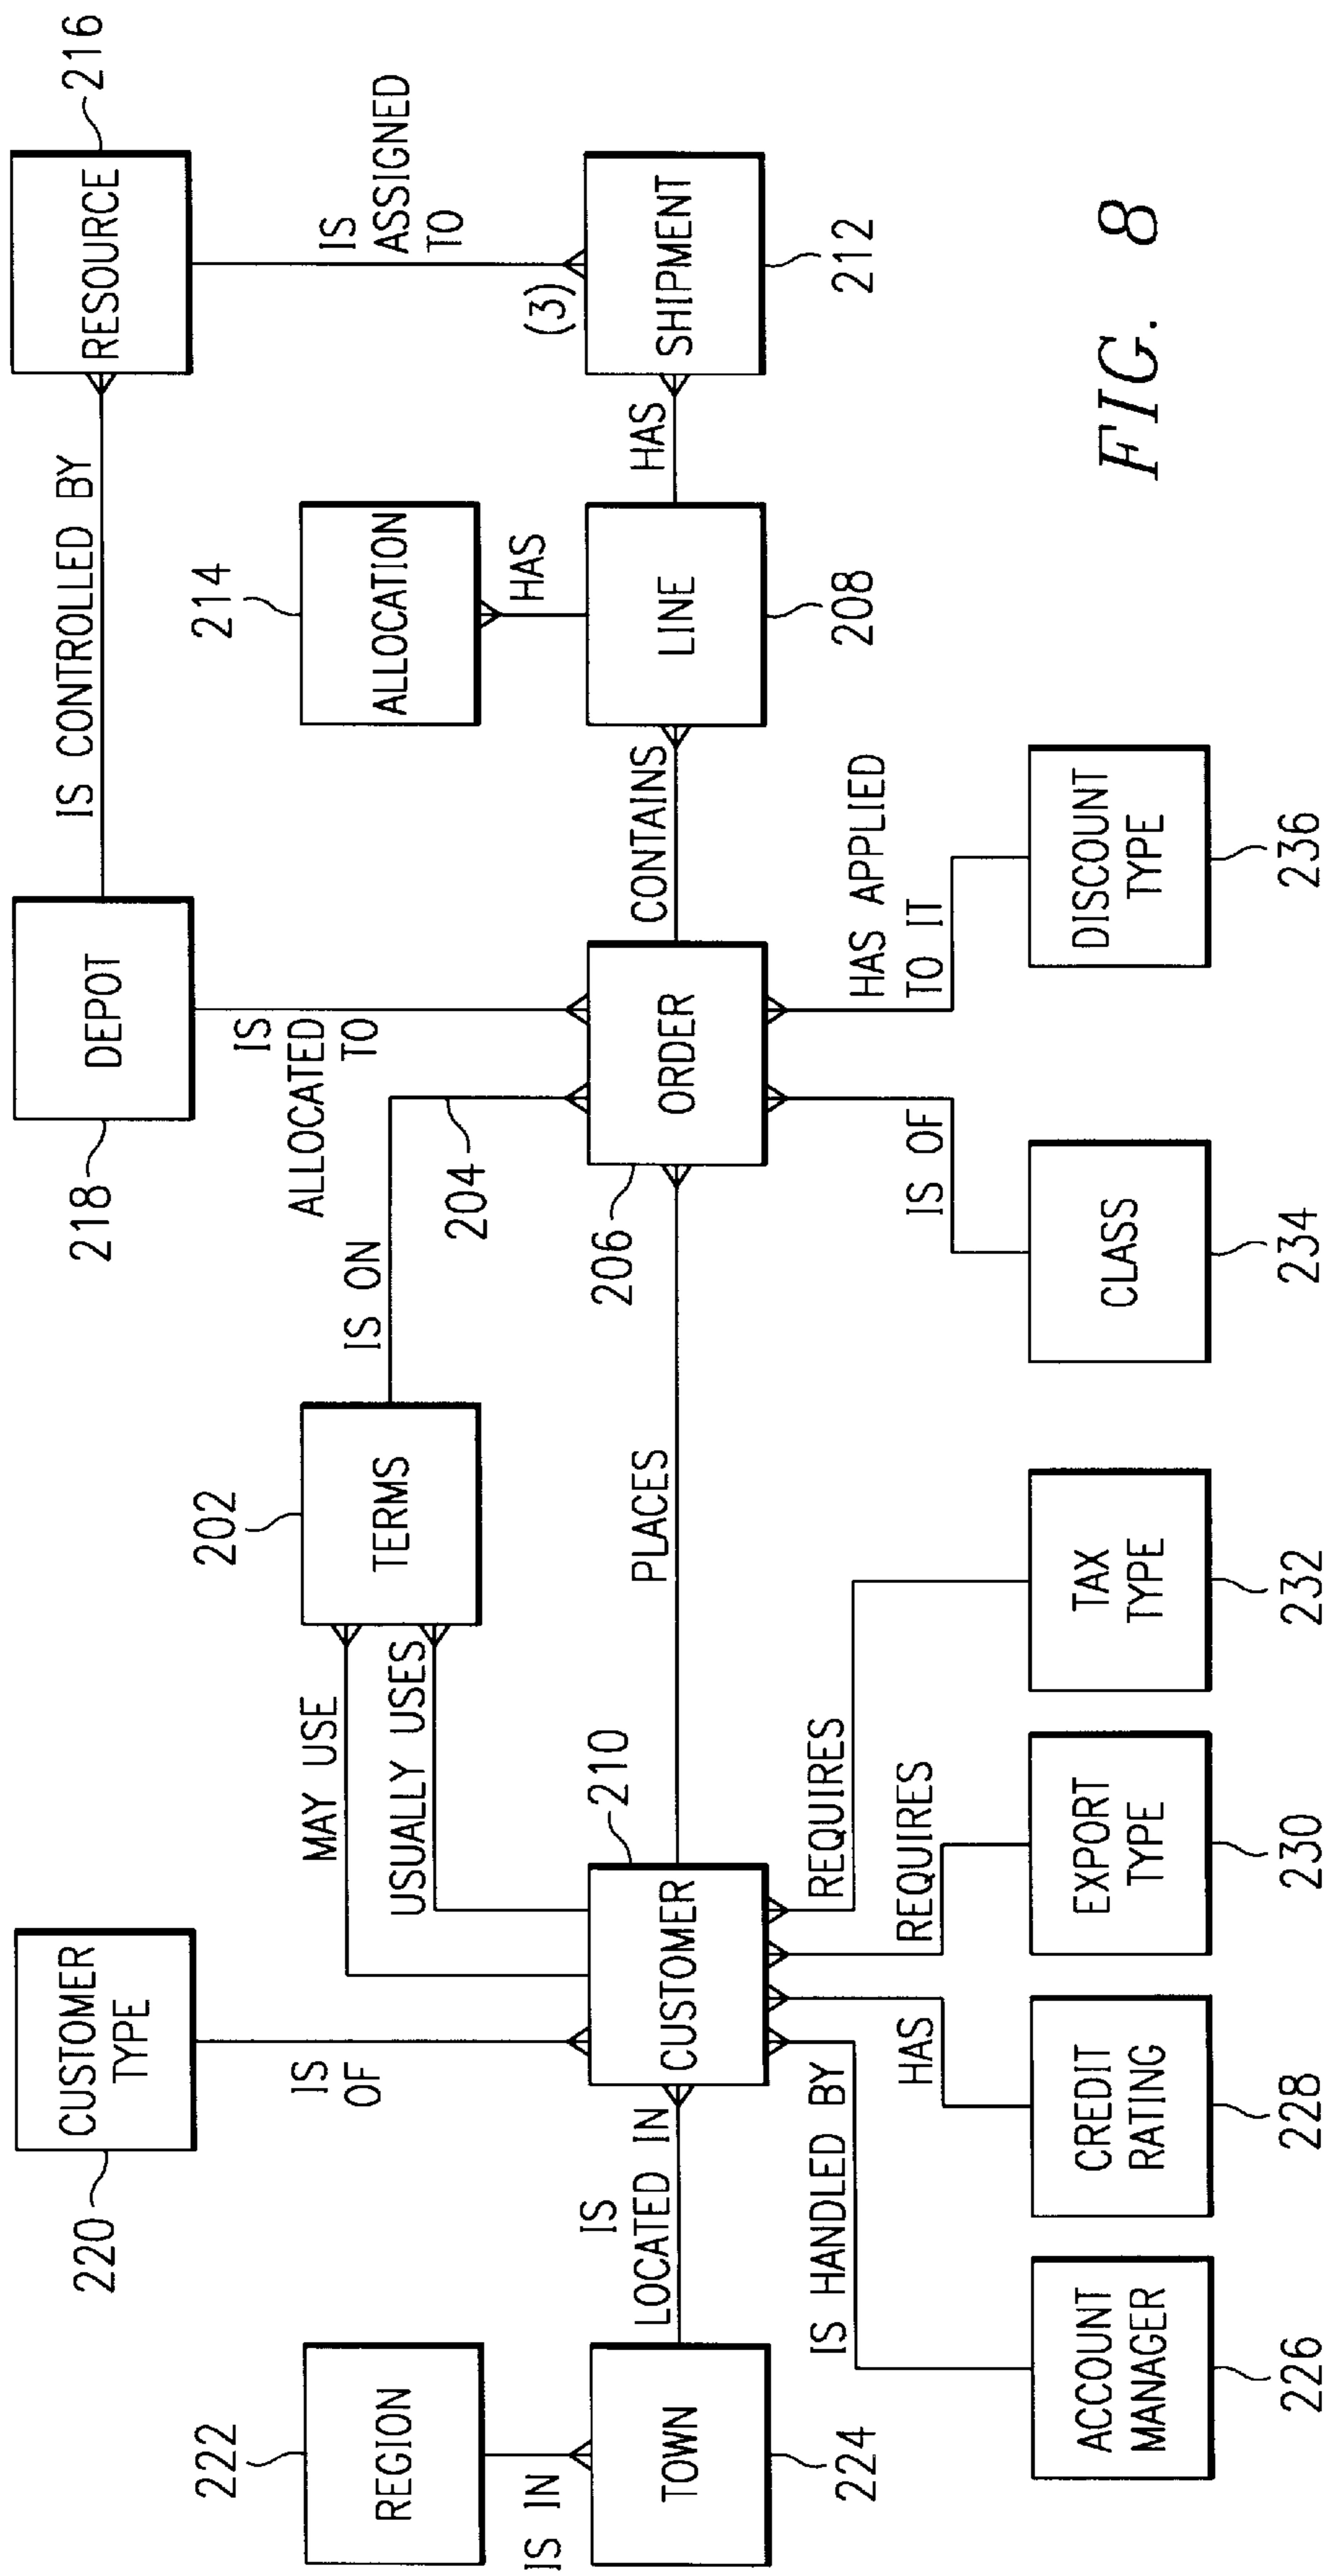 220
CUSTOMER
TYPE
218
DEPOT
IS CONTROLLED BY
RESOURCE
216
222
REGION
IS IN
IS
OF
MAY USE
USUALLY USES
202
TERMS
IS ON
204
IS
ALLOCATED
TO
214
ALLOCATION
HAS
IS
ASSIGNED
TO
(3)
TOWN
224
IS
LOCATED IN
CUSTOMER
210
PLACES
206
ORDER
CONTAINS
LINE
208
HAS
SHIPMENT
212
IS HANDLED BY
HAS
REQUIRES
REQUIRES
IS OF
HAS APPLIED
TO IT
ACCOUNT
MANAGER
226
CREDIT
RATING
228
EXPORT
TYPE
230
TAX
TYPE
232
CLASS
234
DISCOUNT
TYPE
236
FIG. 8